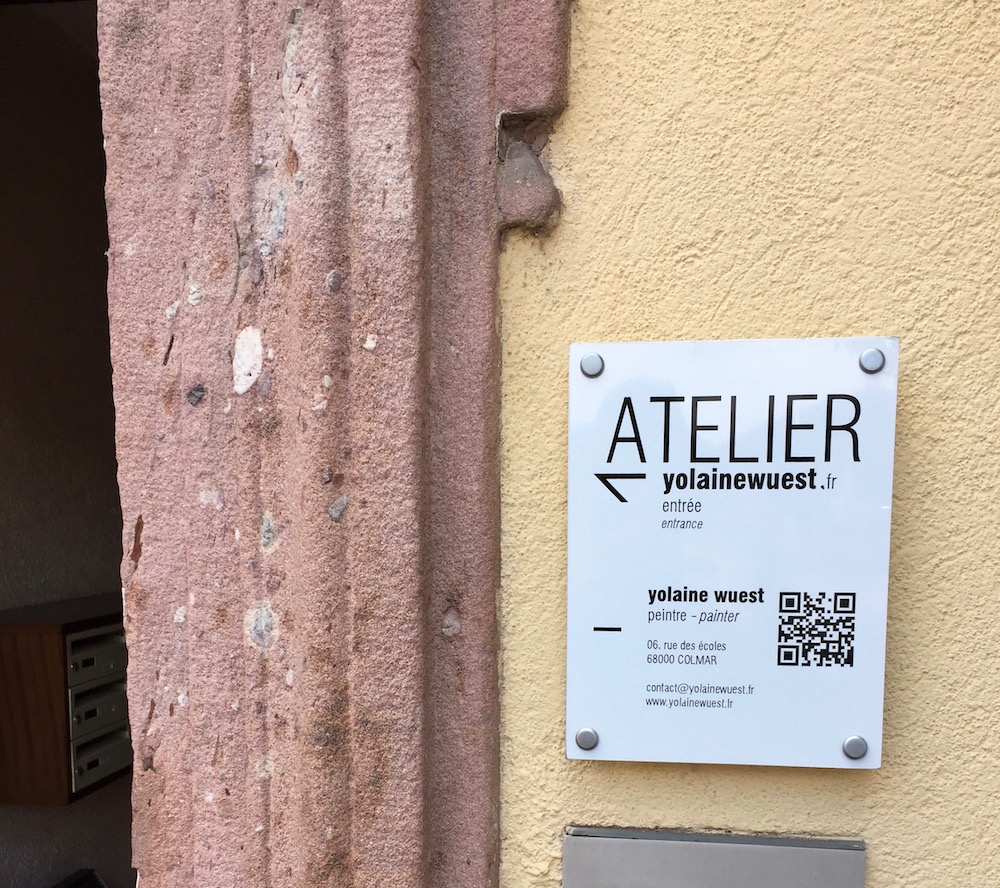 ATELIER
yolainewuest.fr
entrée
entrance
yolaine wuest
peintre - painter
06, rue des écoles
68000 COLMAR
contact@yolainewuest.fr
www.yolainewuest.fr